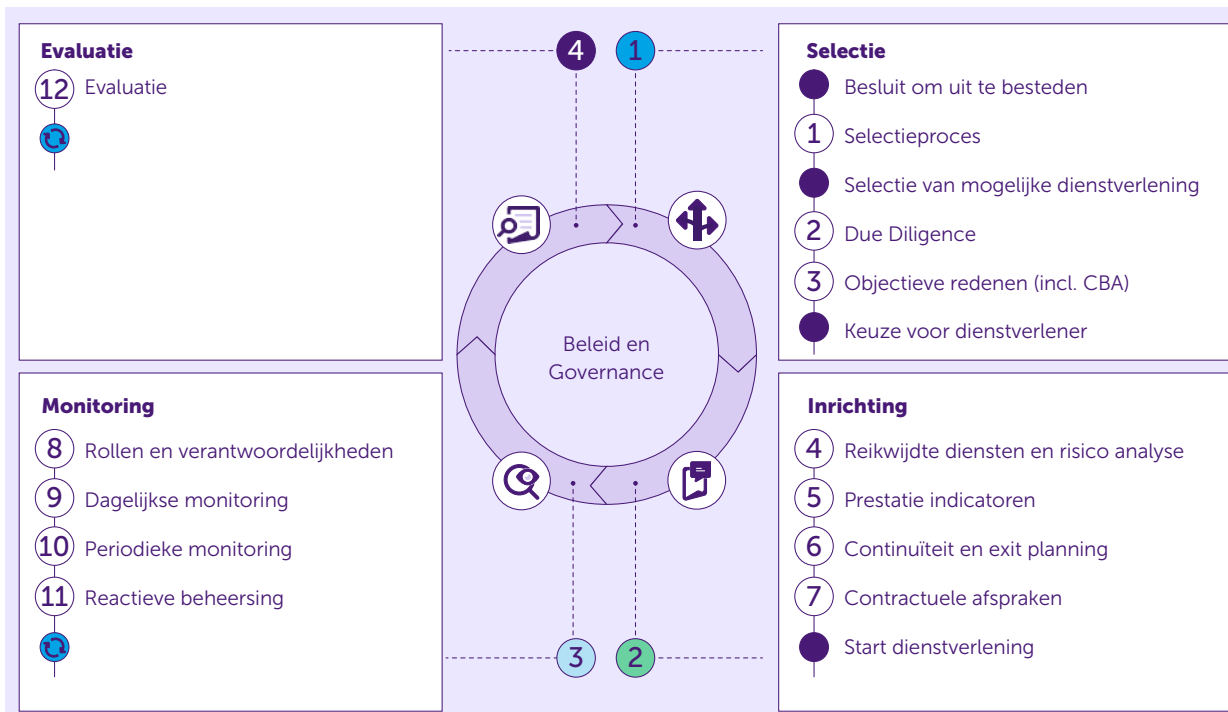 Evaluatie
12 Evaluatie
4
1
Selectie
Besluit om uit te besteden
1 Selectieproces
Selectie van mogelijke dienstverlening
2 Due Diligence
3 Objectieve redenen (incl. CBA)
Keuze voor dienstverlener
Beleid en
Governance
Monitoring
8 Rollen en verantwoordelijkheden
9 Dagelijkse monitoring
10 Periodieke monitoring
11 Reactieve beheersing
3
2
Inrichting
4 Reikwijdte diensten en risico analyse
5 Prestatie indicatoren
6 Continuïteit en exit planning
7 Contractuele afspraken
Start dienstverlening